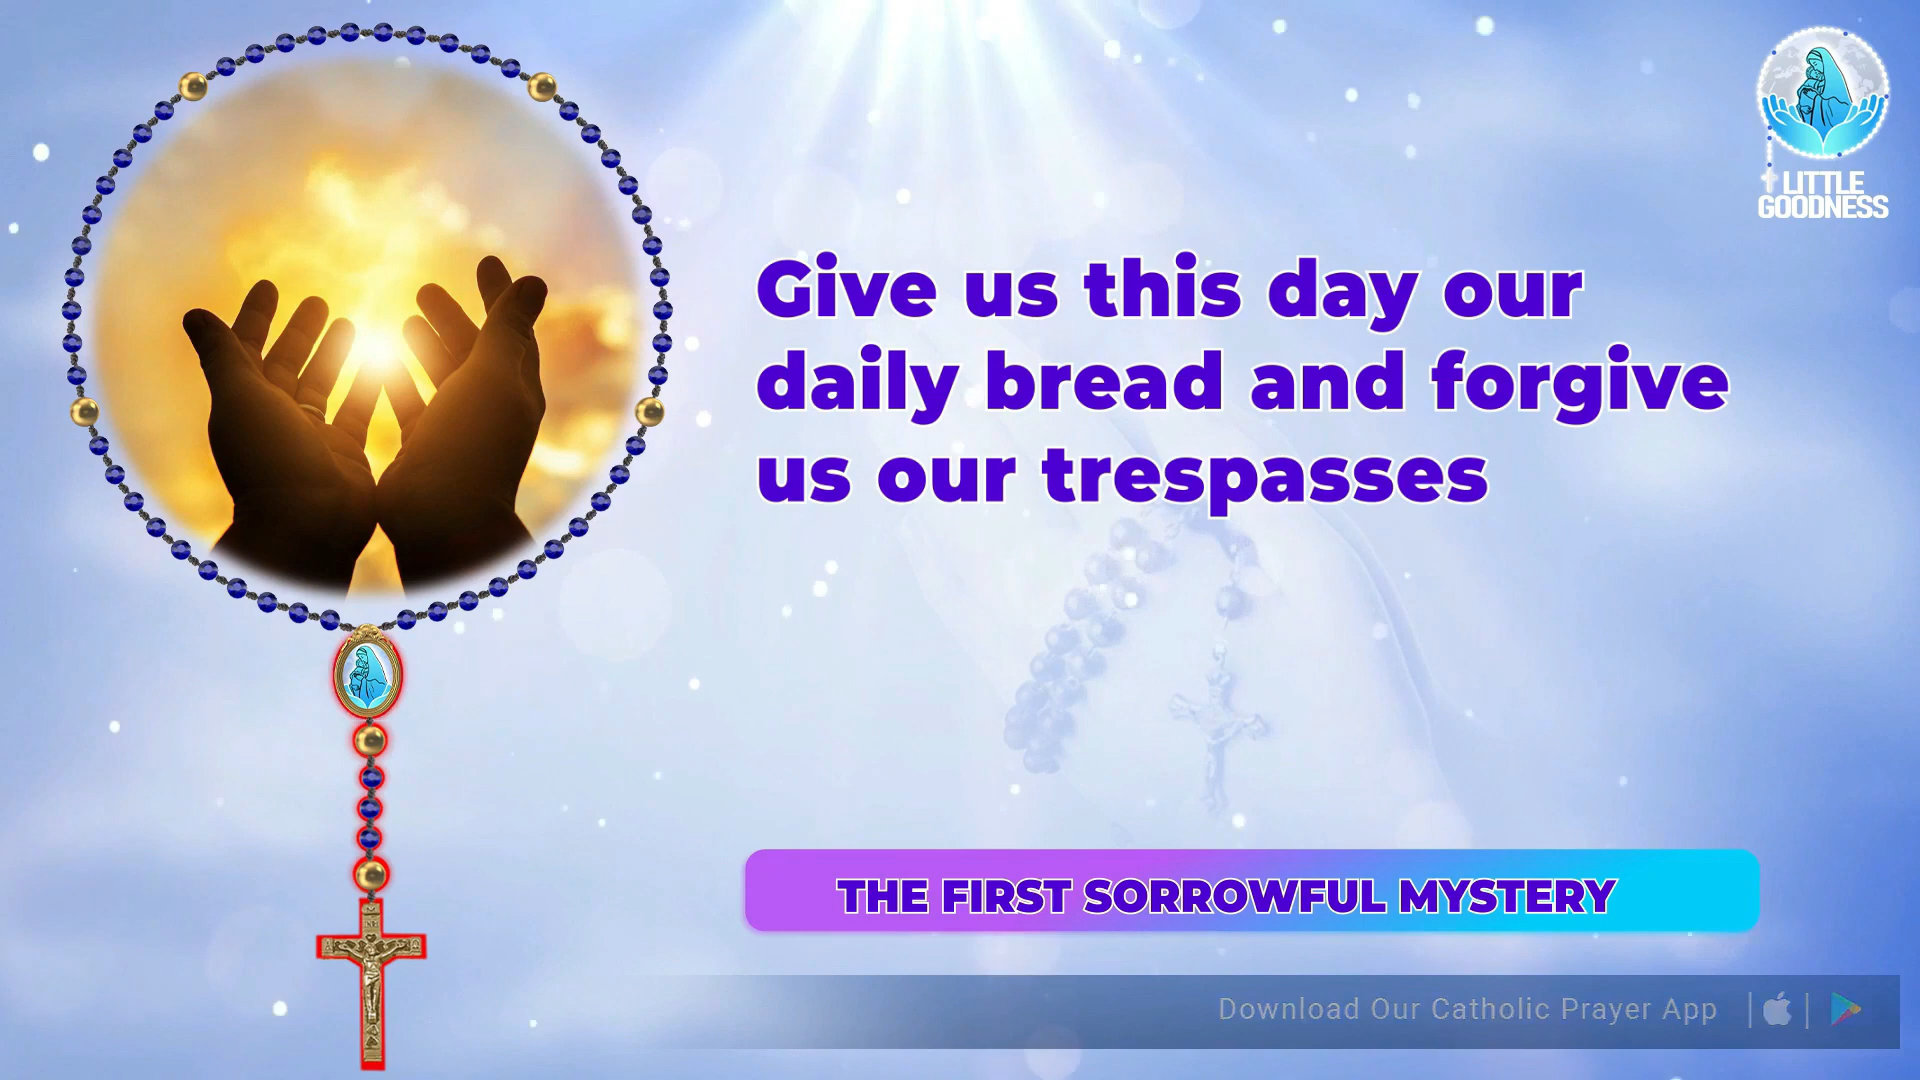 LITTLE
GOODNESS
Give us this day our
daily bread and forgive
us our trespasses
THE FIRST SORROWFUL MYSTERY
Download Our Catholic Prayer App